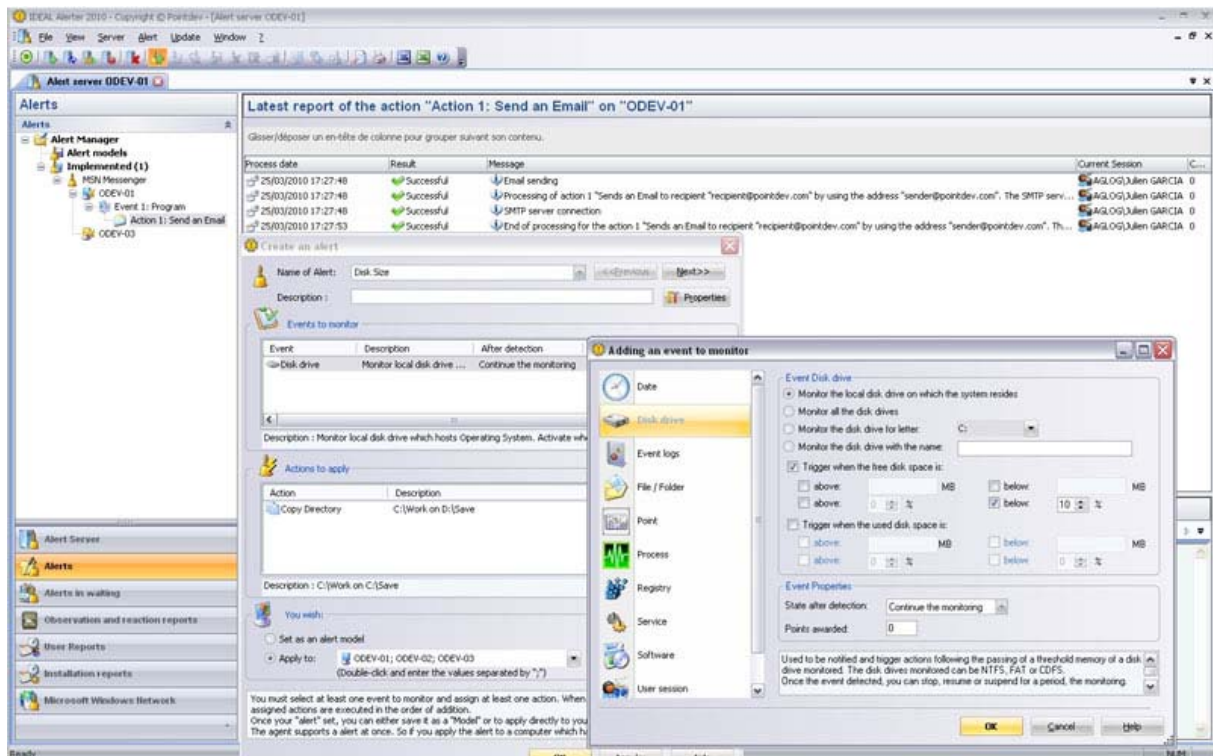 IDEAL Alerter 2010 - Copyright © Pointdev - [Alert server ODEV-01]
File View Server Alert Update Window ?
Alert server ODEV-01
Alerts
Alerts
Alert Manager
Alert models
Implemented (1)
MSN Messenger
ODEV-01
Event 1: Program
Action 1: Send an Email
ODEV-03
Alert Server
Alerts
Alerts in waiting
Observation and reaction reports
User Reports
Installation reports
Microsoft Windows Network
Ready
Latest report of the action "Action 1: Send an Email" on "ODEV-01"
Glisser/déposer un en-tête de colonne pour grouper suivant son contenu.
Process date Result Message Current Session C...
25/03/2010 17:27:48 Successful Email sending AGLOG\Julien GARCIA 0
25/03/2010 17:27:48 Successful Processing of action 1 "Sends an Email to recipient "recipient@pointdev.com" by using the address "sender@pointdev.com". The SMTP serv... AGLOG\Julien GARCIA 0
25/03/2010 17:27:48 Successful SMTP server connection AGLOG\Julien GARCIA 0
25/03/2010 17:27:53 Successful End of processing for the action 1 "Sends an Email to recipient "recipient@pointdev.com" by using the address "sender@pointdev.com". Th... AGLOG\Julien GARCIA 0
Create an alert
Name of Alert: Disk Size <<Previous Next>>
Description : Properties
Events to monitor
Event Description After detection
Disk drive Monitor local disk drive ... Continue the monitoring
Description : Monitor local disk drive which hosts Operating System. Activate
Actions to apply
Action Description
Copy Directory C:\Work on D:\Save
Description : C:\Work on C:\Save
You wish:
Set as an alert model
Apply to: ODEV-01; ODEV-02; ODEV-03
(Double-click and enter the values separated by ";")
You must select at least one event to monitor and assign at least one action. When
assigned actions are executed in the order of addition.
Once your "alert" set, you can either save it as a "Model" or to apply directly to you
The agent supports a alert at once. So if you apply the alert to a computer which
Adding an event to monitor
Date
Disk drive
Event logs
File / Folder
Point
Process
Registry
Service
Software
User session
Event Disk drive
Monitor the local disk drive on which the system resides
Monitor all the disk drives
Monitor the disk drive for letter: C:
Monitor the disk drive with the name:
Trigger when the free disk space is:
above: MB below: MB
above: 0 % below: 10 %
Trigger when the used disk space is:
above: MB below: MB
above: 0 % below 0 %
Event Properties
State after detection: Continue the monitoring
Points awarded: 0
Used to be notified and trigger actions following the passing of a threshold memory of a disk
drive monitored. The disk drives monitored can be NTFS, FAT or CDFS.
Once the event detected, you can stop, resume or suspend for a period, the monitoring.
OK Cancel Help
NUM